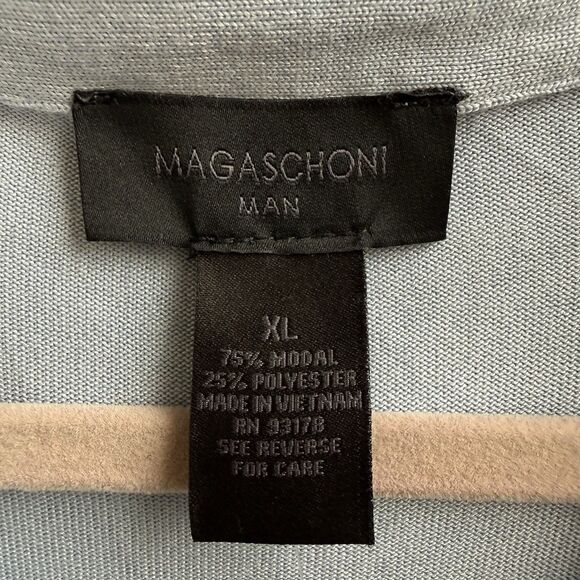 MAGASCHONI
MAN
XL
75% MODAL
25% POLYESTER
MADE IN VIETNAM
RN 93178
SEE REVERSE
FOR CARE